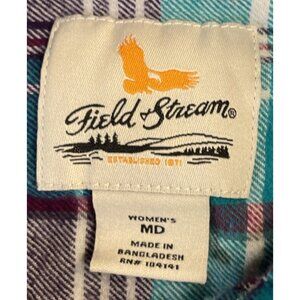 Field & Stream®
ESTABLISHED 1871
WOMEN'S
MD
MADE IN
BANGLADESH
RN# 104141